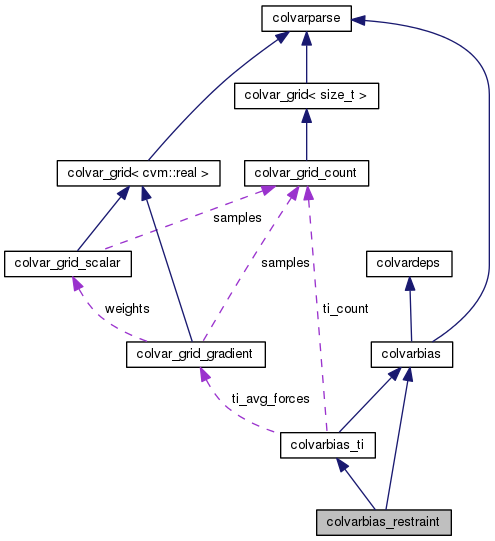 colvarparse
colvar_grid< size_t >
colvar_grid< cvm::real >
colvar_grid_count
samples
colvar_grid_scalar
samples
colvardeps
weights
ti_count
colvar_grid_gradient
colvarbias
ti_avg_forces
colvarbias_ti
colvarbias_restraint